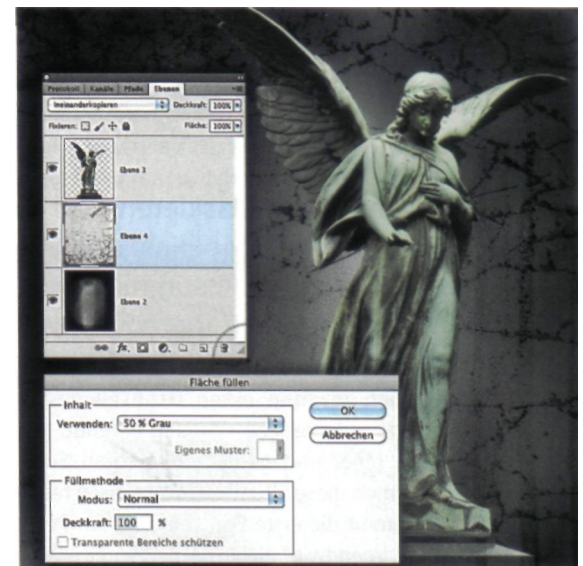 Protokoll Kanäle Pfade Ebenen
Ineinanderkopieren Deckkraft: 100%
Fixieren: Fläche: 100%
Ebene 3
Ebene 4
Ebene 2
fx.
Fläche füllen
Inhalt
Verwenden: 50 % Grau
Eigenes Muster:
OK
Abbrechen
Füllmethode
Modus: Normal
Deckkraft: 100 %
Transparente Bereiche schützen